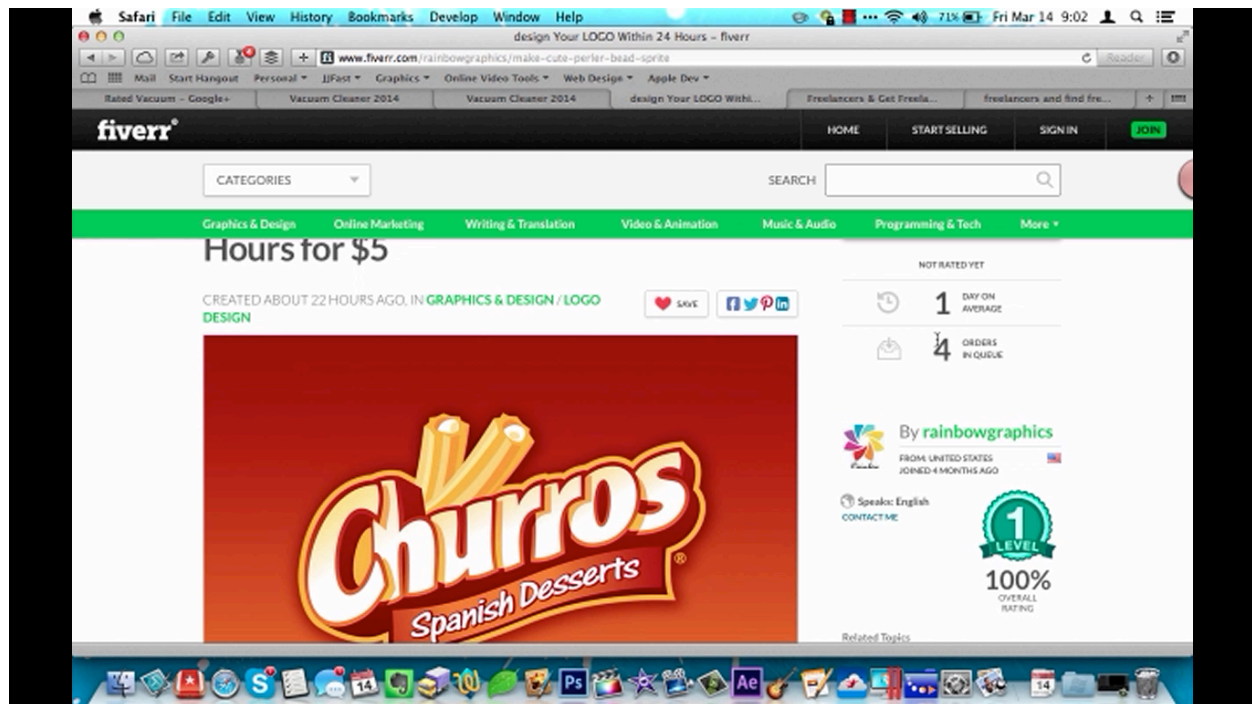 Safari File Edit View History Bookmarks Develop Window Help 71% Fri Mar 14 9:02
design Your LOGO Within 24 Hours – fiverr
www.fiverr.com/rainbowgraphics/make-cute-perler-bead-sprite Reader
Mail Start Hangout Personal JJFast Graphics Online Video Tools Web Design Apple Dev
Rated Vacuum – Google+ Vacuum Cleaner 2014 Vacuum Cleaner 2014 design Your LOGO Withi... Freelancers & Get Freela... freelancers and find fre...
fiverr® HOME START SELLING SIGN IN JOIN
CATEGORIES SEARCH
Graphics & Design Online Marketing Writing & Translation Video & Animation Music & Audio Programming & Tech More
Hours for $5
NOT RATED YET
CREATED ABOUT 22 HOURS AGO, IN GRAPHICS & DESIGN / LOGO
DESIGN
SAVE
1 DAY ON
AVERAGE
4 ORDERS
IN QUEUE
Churros
Spanish Desserts
®
By rainbowgraphics
FROM: UNITED STATES
JOINED 4 MONTHS AGO
Speaks: English
CONTACT ME
1
LEVEL
100%
OVERALL
RATING
Related Topics
14 Ps Ae 14